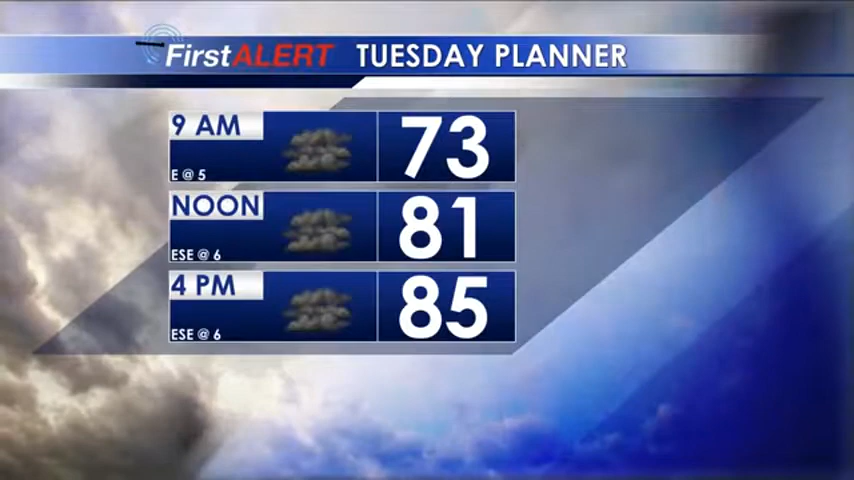 FirstALERT TUESDAY PLANNER
9 AM
73
E @ 5
NOON
81
ESE @ 6
4 PM
85
ESE @ 6